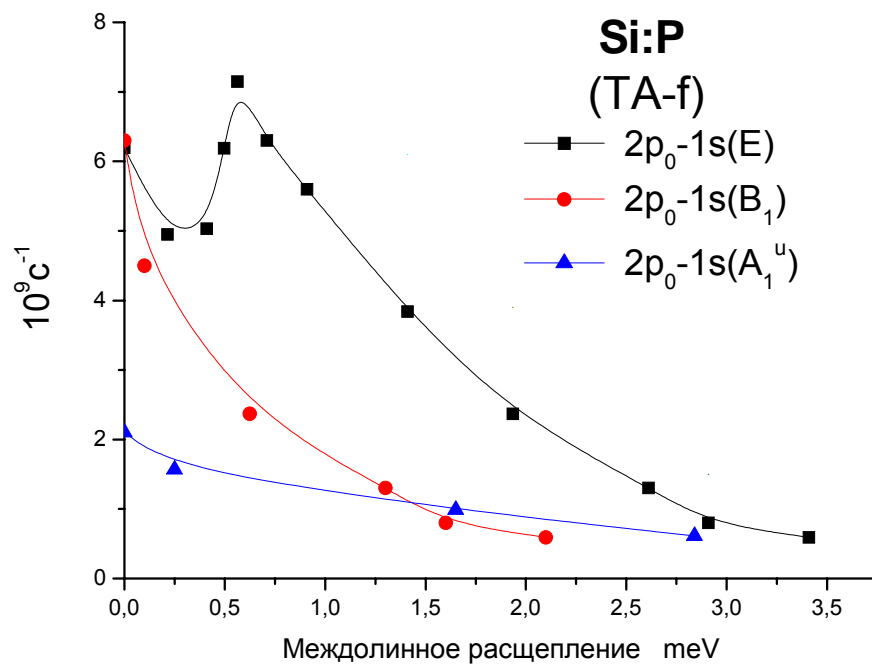 Si:P
(TA-f)
2p₀-1s(E)
2p₀-1s(B₁)
2p₀-1s(A₁ᵘ)
10⁹c⁻¹
8
6
4
2
0
0,0 0,5 1,0 1,5 2,0 2,5 3,0 3,5
Междолинное расщепление meV